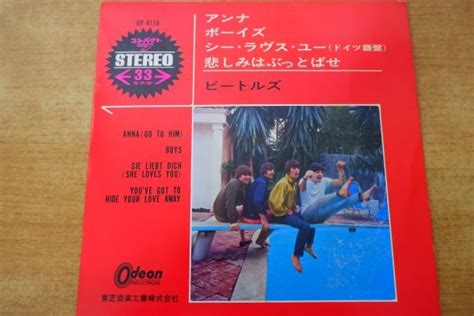 OP-4118
コンパクト
STEREO
33
アンナ
ボーイズ
シー・ラヴス・ユー(ドイツ語盤)
悲しみはぶっとばせ
ビートルズ
ANNA (GO TO HIM)
BOYS
SIE LIEBT DICH
(SHE LOVES YOU)
YOU'VE GOT TO
HIDE YOUR LOVE AWAY
Odeon
RECORDS
東芝音楽工業株式会社